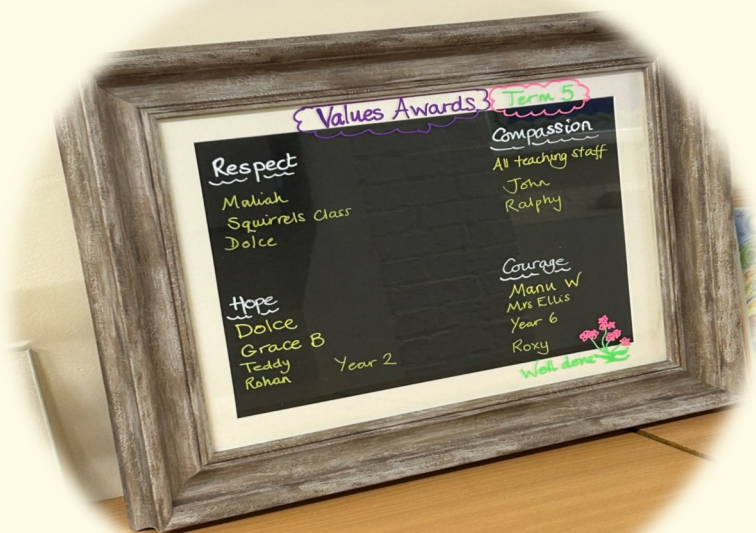 Values Awards Term 5
Respect
Maliah
Squirrels Class
Dolce
Hope
Dolce
Grace B
Teddy
Rohan
Year 2
Compassion
All teaching staff
John
Ralphy
Courage
Manu W
Mrs Ellis
Year 6
Roxy
Well done